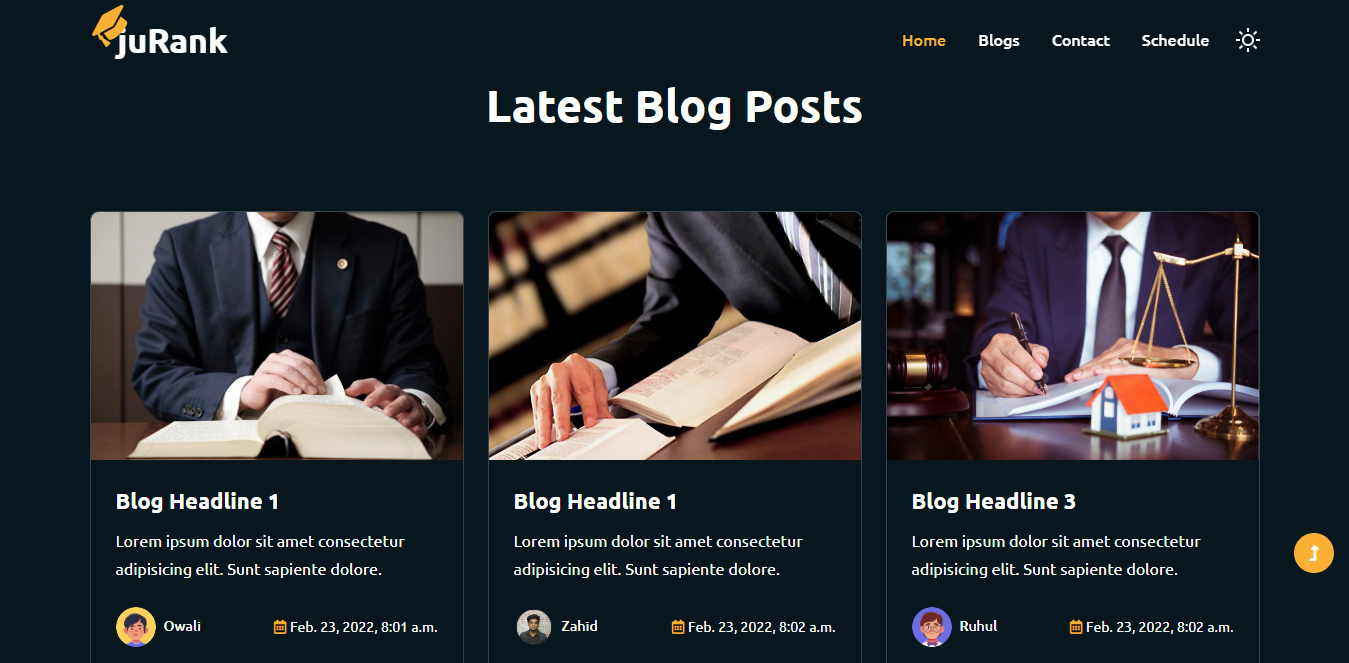 juRank
Home Blogs Contact Schedule
Latest Blog Posts
Blog Headline 1
Lorem ipsum dolor sit amet consectetur
adipisicing elit. Sunt sapiente dolore.
Owali Feb. 23, 2022, 8:01 a.m.
Blog Headline 1
Lorem ipsum dolor sit amet consectetur
adipisicing elit. Sunt sapiente dolore.
Zahid Feb. 23, 2022, 8:02 a.m.
Blog Headline 3
Lorem ipsum dolor sit amet consectetur
adipisicing elit. Sunt sapiente dolore.
Ruhul Feb. 23, 2022, 8:02 a.m.